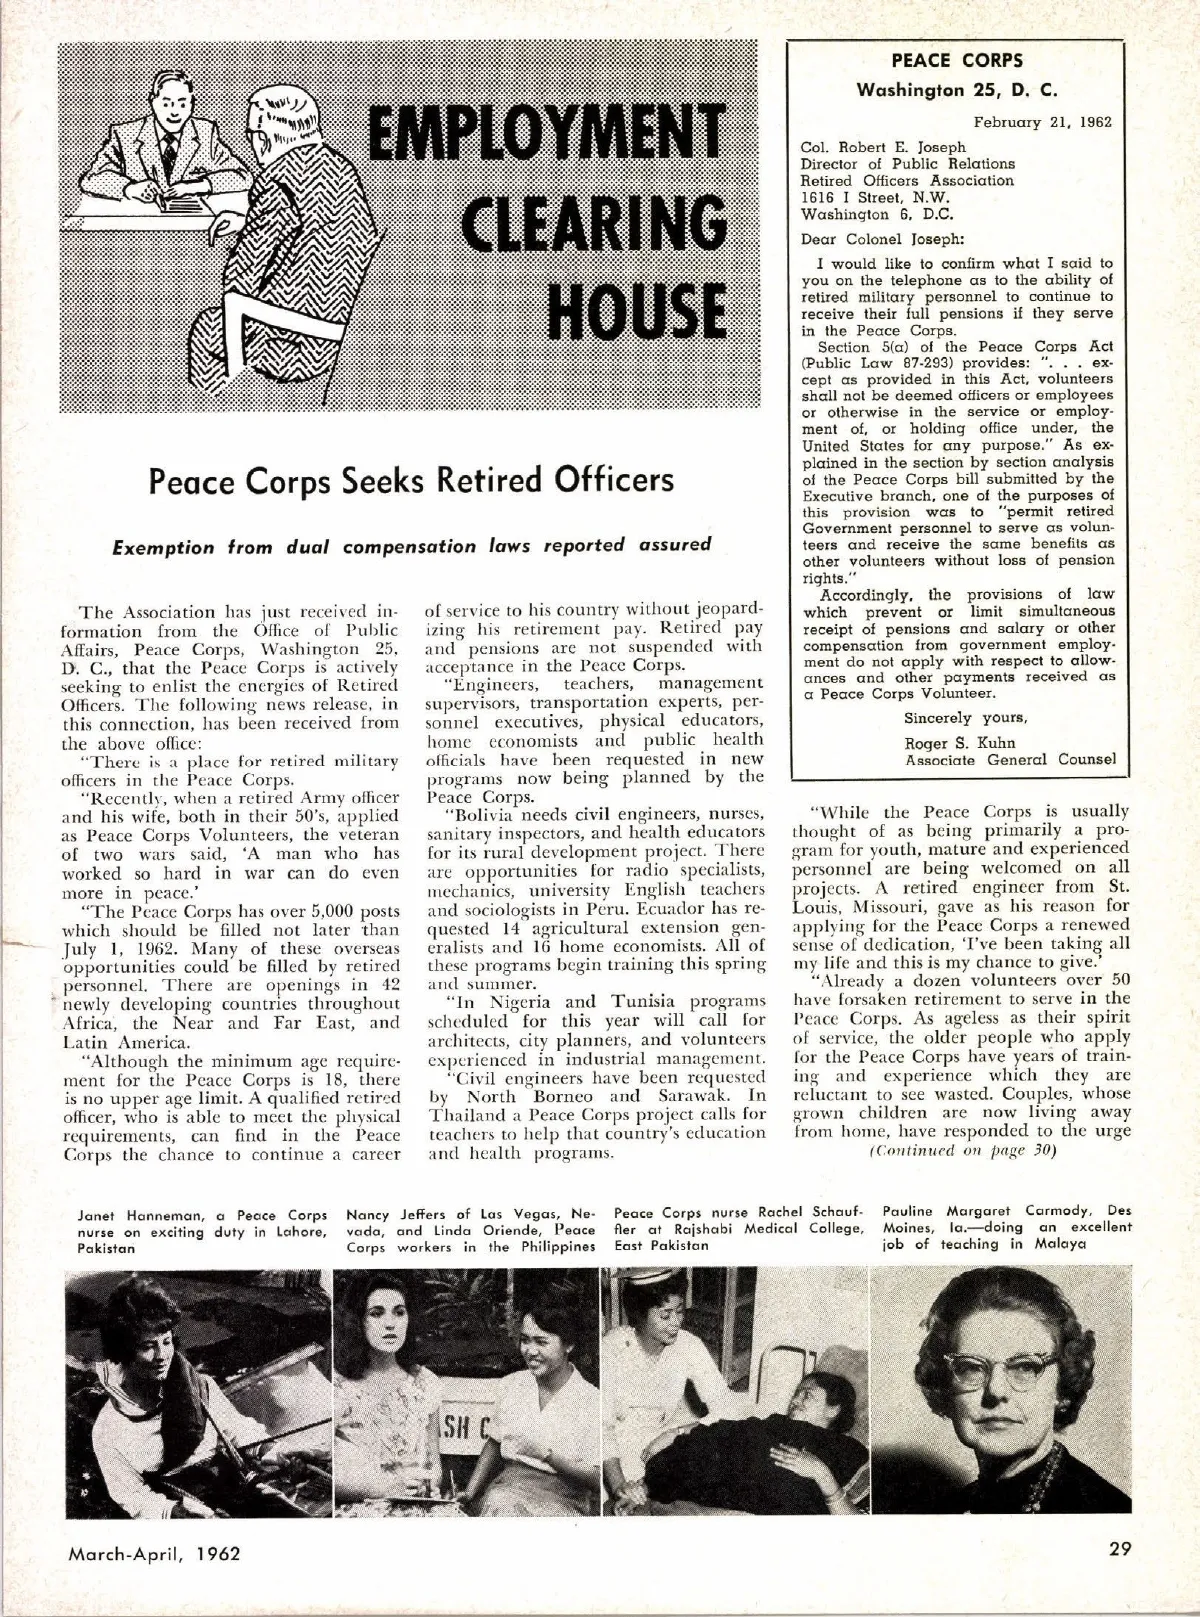 EMPLOYMENT
CLEARING
HOUSE
Peace Corps Seeks Retired Officers
Exemption from dual compensation laws reported assured
The Association has just received in-
formation from the Office of Public
Affairs, Peace Corps, Washington 25,
D. C., that the Peace Corps is actively
seeking to enlist the energies of Retired
Officers. The following news release, in
this connection, has been received from
the above office:
"There is a place for retired military
officers in the Peace Corps.
"Recently, when a retired Army officer
and his wife, both in their 50's, applied
as Peace Corps Volunteers, the veteran
of two wars said, 'A man who has
worked so hard in war can do even
more in peace.'
"The Peace Corps has over 5,000 posts
which should be filled not later than
July 1, 1962. Many of these overseas
opportunities could be filled by retired
personnel. There are openings in 42
newly developing countries throughout
Africa, the Near and Far East, and
Latin America.
"Although the minimum age require-
ment for the Peace Corps is 18, there
is no upper age limit. A qualified retired
officer, who is able to meet the physical
requirements, can find in the Peace
Corps the chance to continue a career
of service to his country without jeopard-
izing his retirement pay. Retired pay
and pensions are not suspended with
acceptance in the Peace Corps.
"Engineers, teachers, management
supervisors, transportation experts, per-
sonnel executives, physical educators,
home economists and public health
officials have been requested in new
programs now being planned by the
Peace Corps.
"Bolivia needs civil engineers, nurses,
sanitary inspectors, and health educators
for its rural development project. There
are opportunities for radio specialists,
mechanics, university English teachers
and sociologists in Peru. Ecuador has re-
quested 14 agricultural extension gen-
eralists and 16 home economists. All of
these programs begin training this spring
and summer.
"In Nigeria and Tunisia programs
scheduled for this year will call for
architects, city planners, and volunteers
experienced in industrial management.
"Civil engineers have been requested
by North Borneo and Sarawak. In
Thailand a Peace Corps project calls for
teachers to help that country's education
and health programs.
PEACE CORPS
Washington 25, D. C.
February 21, 1962
Col. Robert E. Joseph
Director of Public Relations
Retired Officers Association
1616 I Street, N.W.
Washington 6, D.C.
Dear Colonel Joseph:
I would like to confirm what I said to
you on the telephone as to the ability of
retired military personnel to continue to
receive their full pensions if they serve
in the Peace Corps.
Section 5(a) of the Peace Corps Act
(Public Law 87-293) provides: ". . . ex-
cept as provided in this Act, volunteers
shall not be deemed officers or employees
or otherwise in the service or employ-
ment of, or holding office under, the
United States for any purpose." As ex-
plained in the section by section analysis
of the Peace Corps bill submitted by the
Executive branch, one of the purposes of
this provision was to "permit retired
Government personnel to serve as volun-
teers and receive the same benefits as
other volunteers without loss of pension
rights."
Accordingly, the provisions of law
which prevent or limit simultaneous
receipt of pensions and salary or other
compensation from government employ-
ment do not apply with respect to allow-
ances and other payments received as
a Peace Corps Volunteer.
Sincerely yours,
Roger S. Kuhn
Associate General Counsel
"While the Peace Corps is usually
thought of as being primarily a pro-
gram for youth, mature and experienced
personnel are being welcomed on all
projects. A retired engineer from St.
Louis, Missouri, gave as his reason for
applying for the Peace Corps a renewed
sense of dedication, 'I've been taking all
my life and this is my chance to give.'
"Already a dozen volunteers over 50
have forsaken retirement to serve in the
Peace Corps. As ageless as their spirit
of service, the older people who apply
for the Peace Corps have years of train-
ing and experience which they are
reluctant to see wasted. Couples, whose
grown children are now living away
from home, have responded to the urge
(Continued on page 30)
Janet Hanneman, a Peace Corps
nurse on exciting duty in Lahore,
Pakistan
Nancy Jeffers of Las Vegas, Ne-
vada, and Linda Oriende, Peace
Corps workers in the Philippines
Peace Corps nurse Rachel Schauf-
fler at Rajshabi Medical College,
East Pakistan
Pauline Margaret Carmody, Des
Moines, Ia.—doing an excellent
job of teaching in Malaya
SH C
March-April, 1962
29